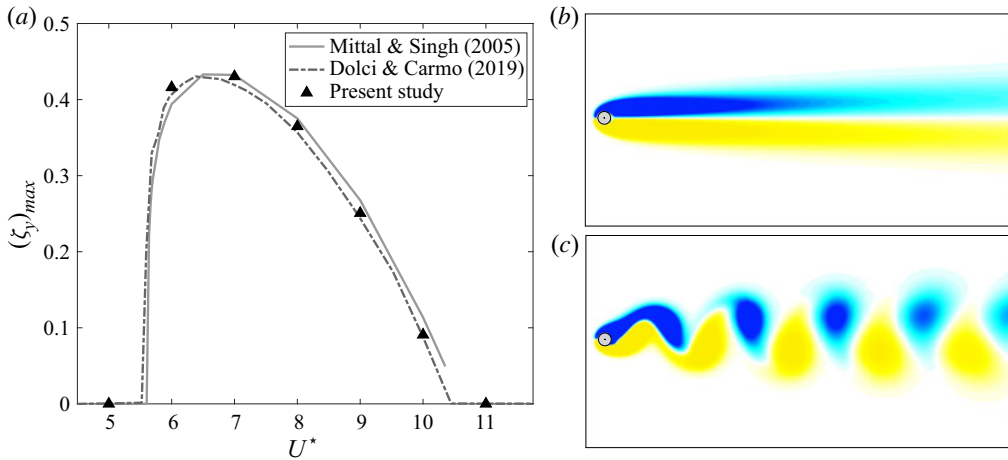 (a)
0.5
0.4
0.3
0.2
0.1
0
((ζy)max
Mittal & Singh (2005)
Dolci & Carmo (2019)
Present study
5 6 7 8 9 10 11
U*
(b)
(c)